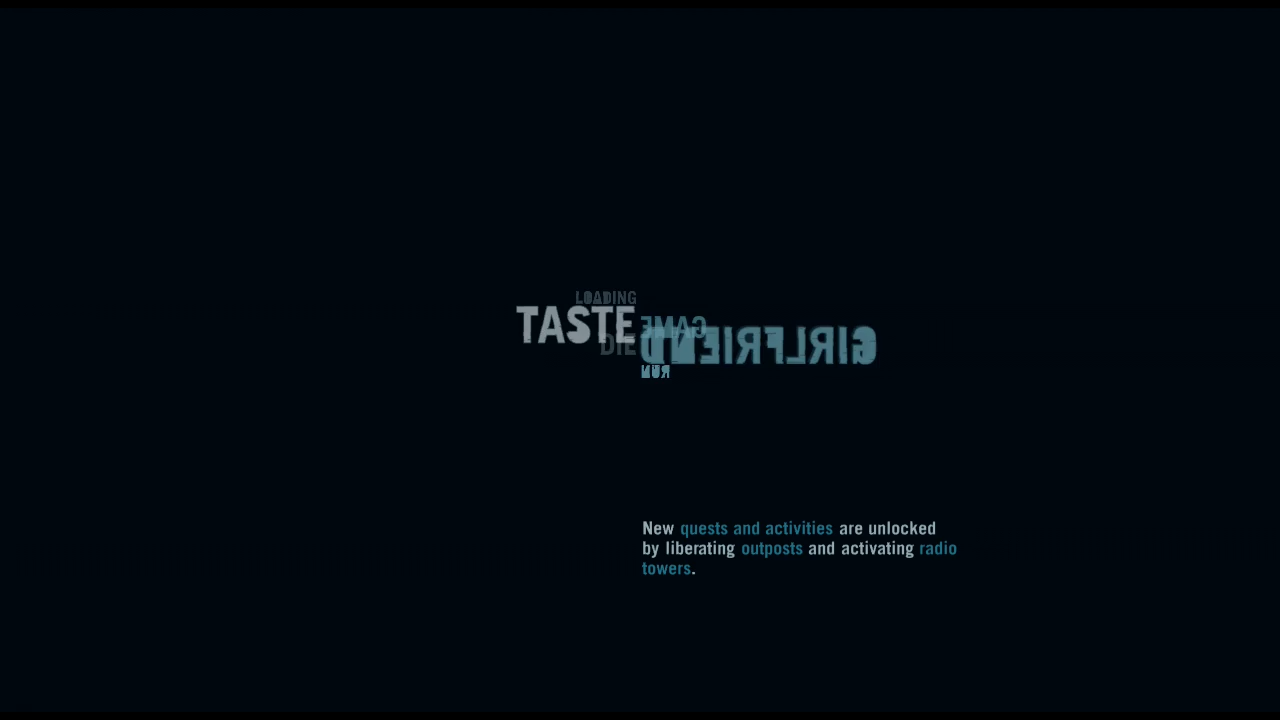 LOADING
TASTE
GAME
GIRLFRIEND
DIE
RUN
New quests and activities are unlocked
by liberating outposts and activating radio
towers.